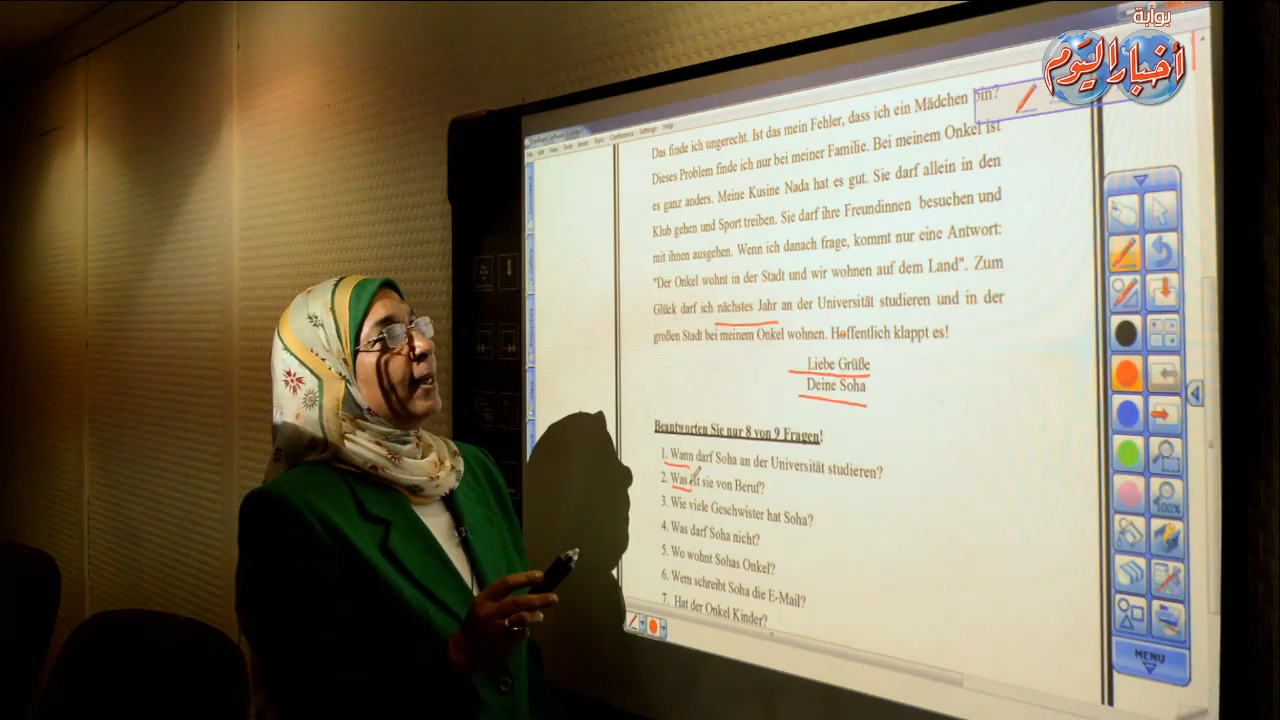 بوابة
أخبار اليوم
Conference Settings Help
Das finde ich ungerecht. Ist das mein Fehler, dass ich ein Mädchen bin?
Dieses Problem finde ich nur bei meiner Familie. Bei meinem Onkel ist
es ganz anders. Meine Kusine Nada hat es gut. Sie darf allein in den
Klub gehen und Sport treiben. Sie darf ihre Freundinnen besuchen und
mit ihnen ausgehen. Wenn ich danach frage, kommt nur eine Antwort:
"Der Onkel wohnt in der Stadt und wir wohnen auf dem Land". Zum
Glück darf ich nächstes Jahr an der Universität studieren und in der
großen Stadt bei meinem Onkel wohnen. Hoffentlich klappt es!
Liebe Grüße
Deine Soha
Beantworten Sie nur 8 von 9 Fragen!
1. Wann darf Soha an der Universität studieren?
2. Was ist sie von Beruf?
3. Wie viele Geschwister hat Soha?
4. Was darf Soha nicht?
5. Wo wohnt Sohas Onkel?
6. Wem schreibt Soha die E-Mail?
7. Hat der Onkel Kinder?
100%
MENU